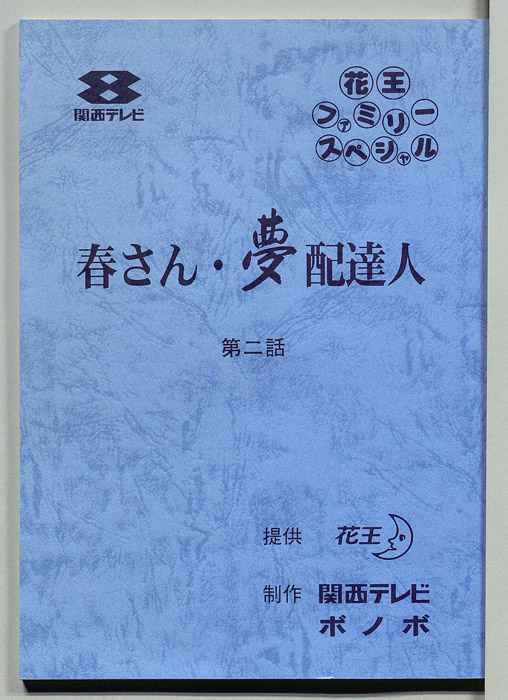 関西テレビ
花王
ファミリー
スペシャル
春さん・夢配達人
第二話
提供 花王
制作 関西テレビ
ボノボ